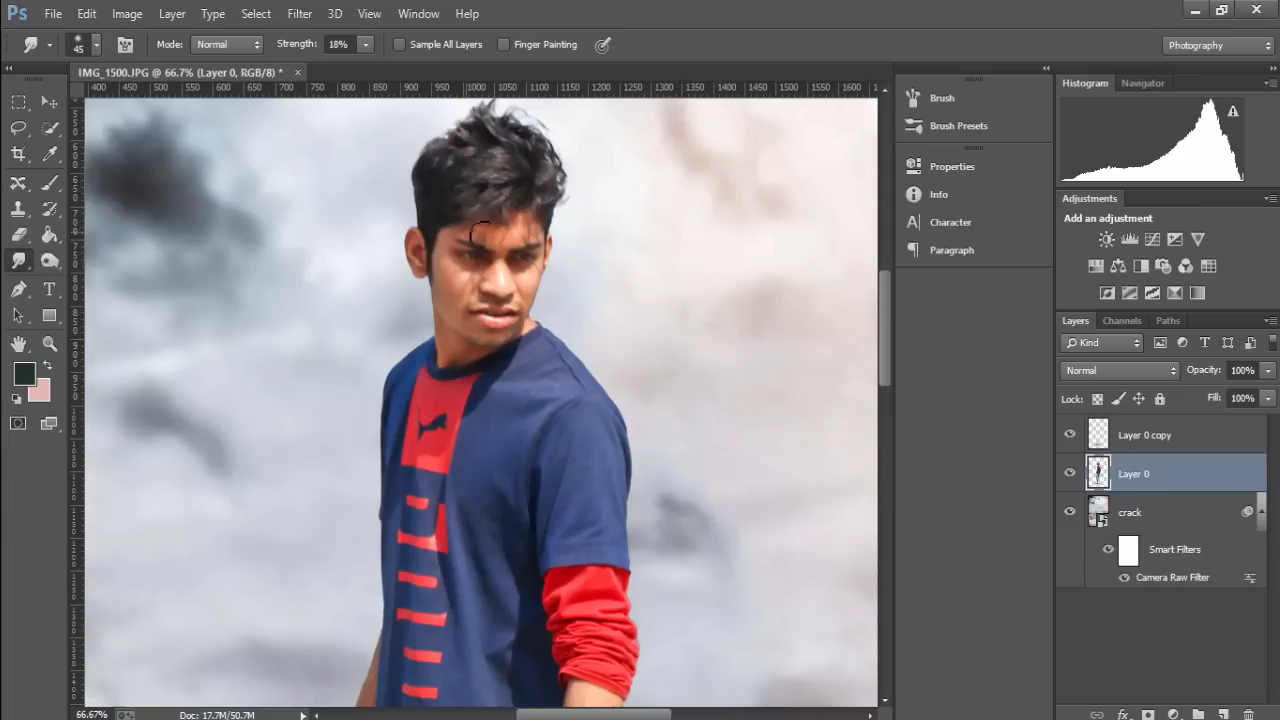 Ps File Edit Image Layer Type Select Filter 3D View Window Help
45 Mode: Normal Strength: 18% Sample All Layers Finger Painting Photography
IMG_1500.JPG @ 66.7% (Layer 0, RGB/8) * ×
400 450 500 550 600 650 700 750 800 850 900 950 1000 1050 1100 1150 1200 1250 1300 1350 1400 1450 1500 1550 1600
Brush
Brush Presets
Properties
Info
Character
Paragraph
Histogram Navigator
Adjustments
Add an adjustment
Layers Channels Paths
Kind
Normal Opacity: 100%
Lock: Fill: 100%
Layer 0 copy
Layer 0
crack
Smart Filters
Camera Raw Filter
66.67% Doc: 17.7M/50.7M